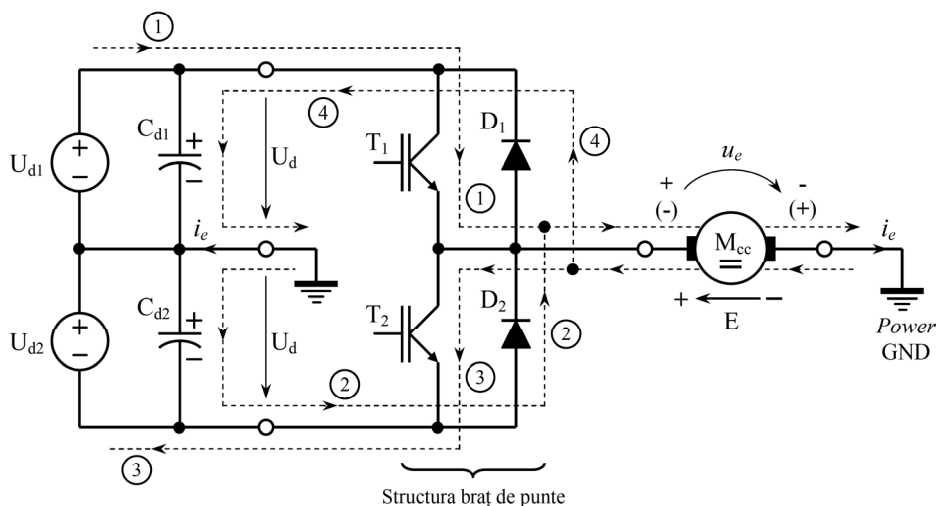 1
4
C_d1
+
−
U_d1
+
−
U_d
T_1
D_1
4
1
u_e
+
(-)
-
(+)
i_e
M_cc
i_e
C_d2
+
−
U_d2
+
−
U_d
T_2
D_2
2
2
3
3
+
−
E
Power
GND
Structura braț de punte